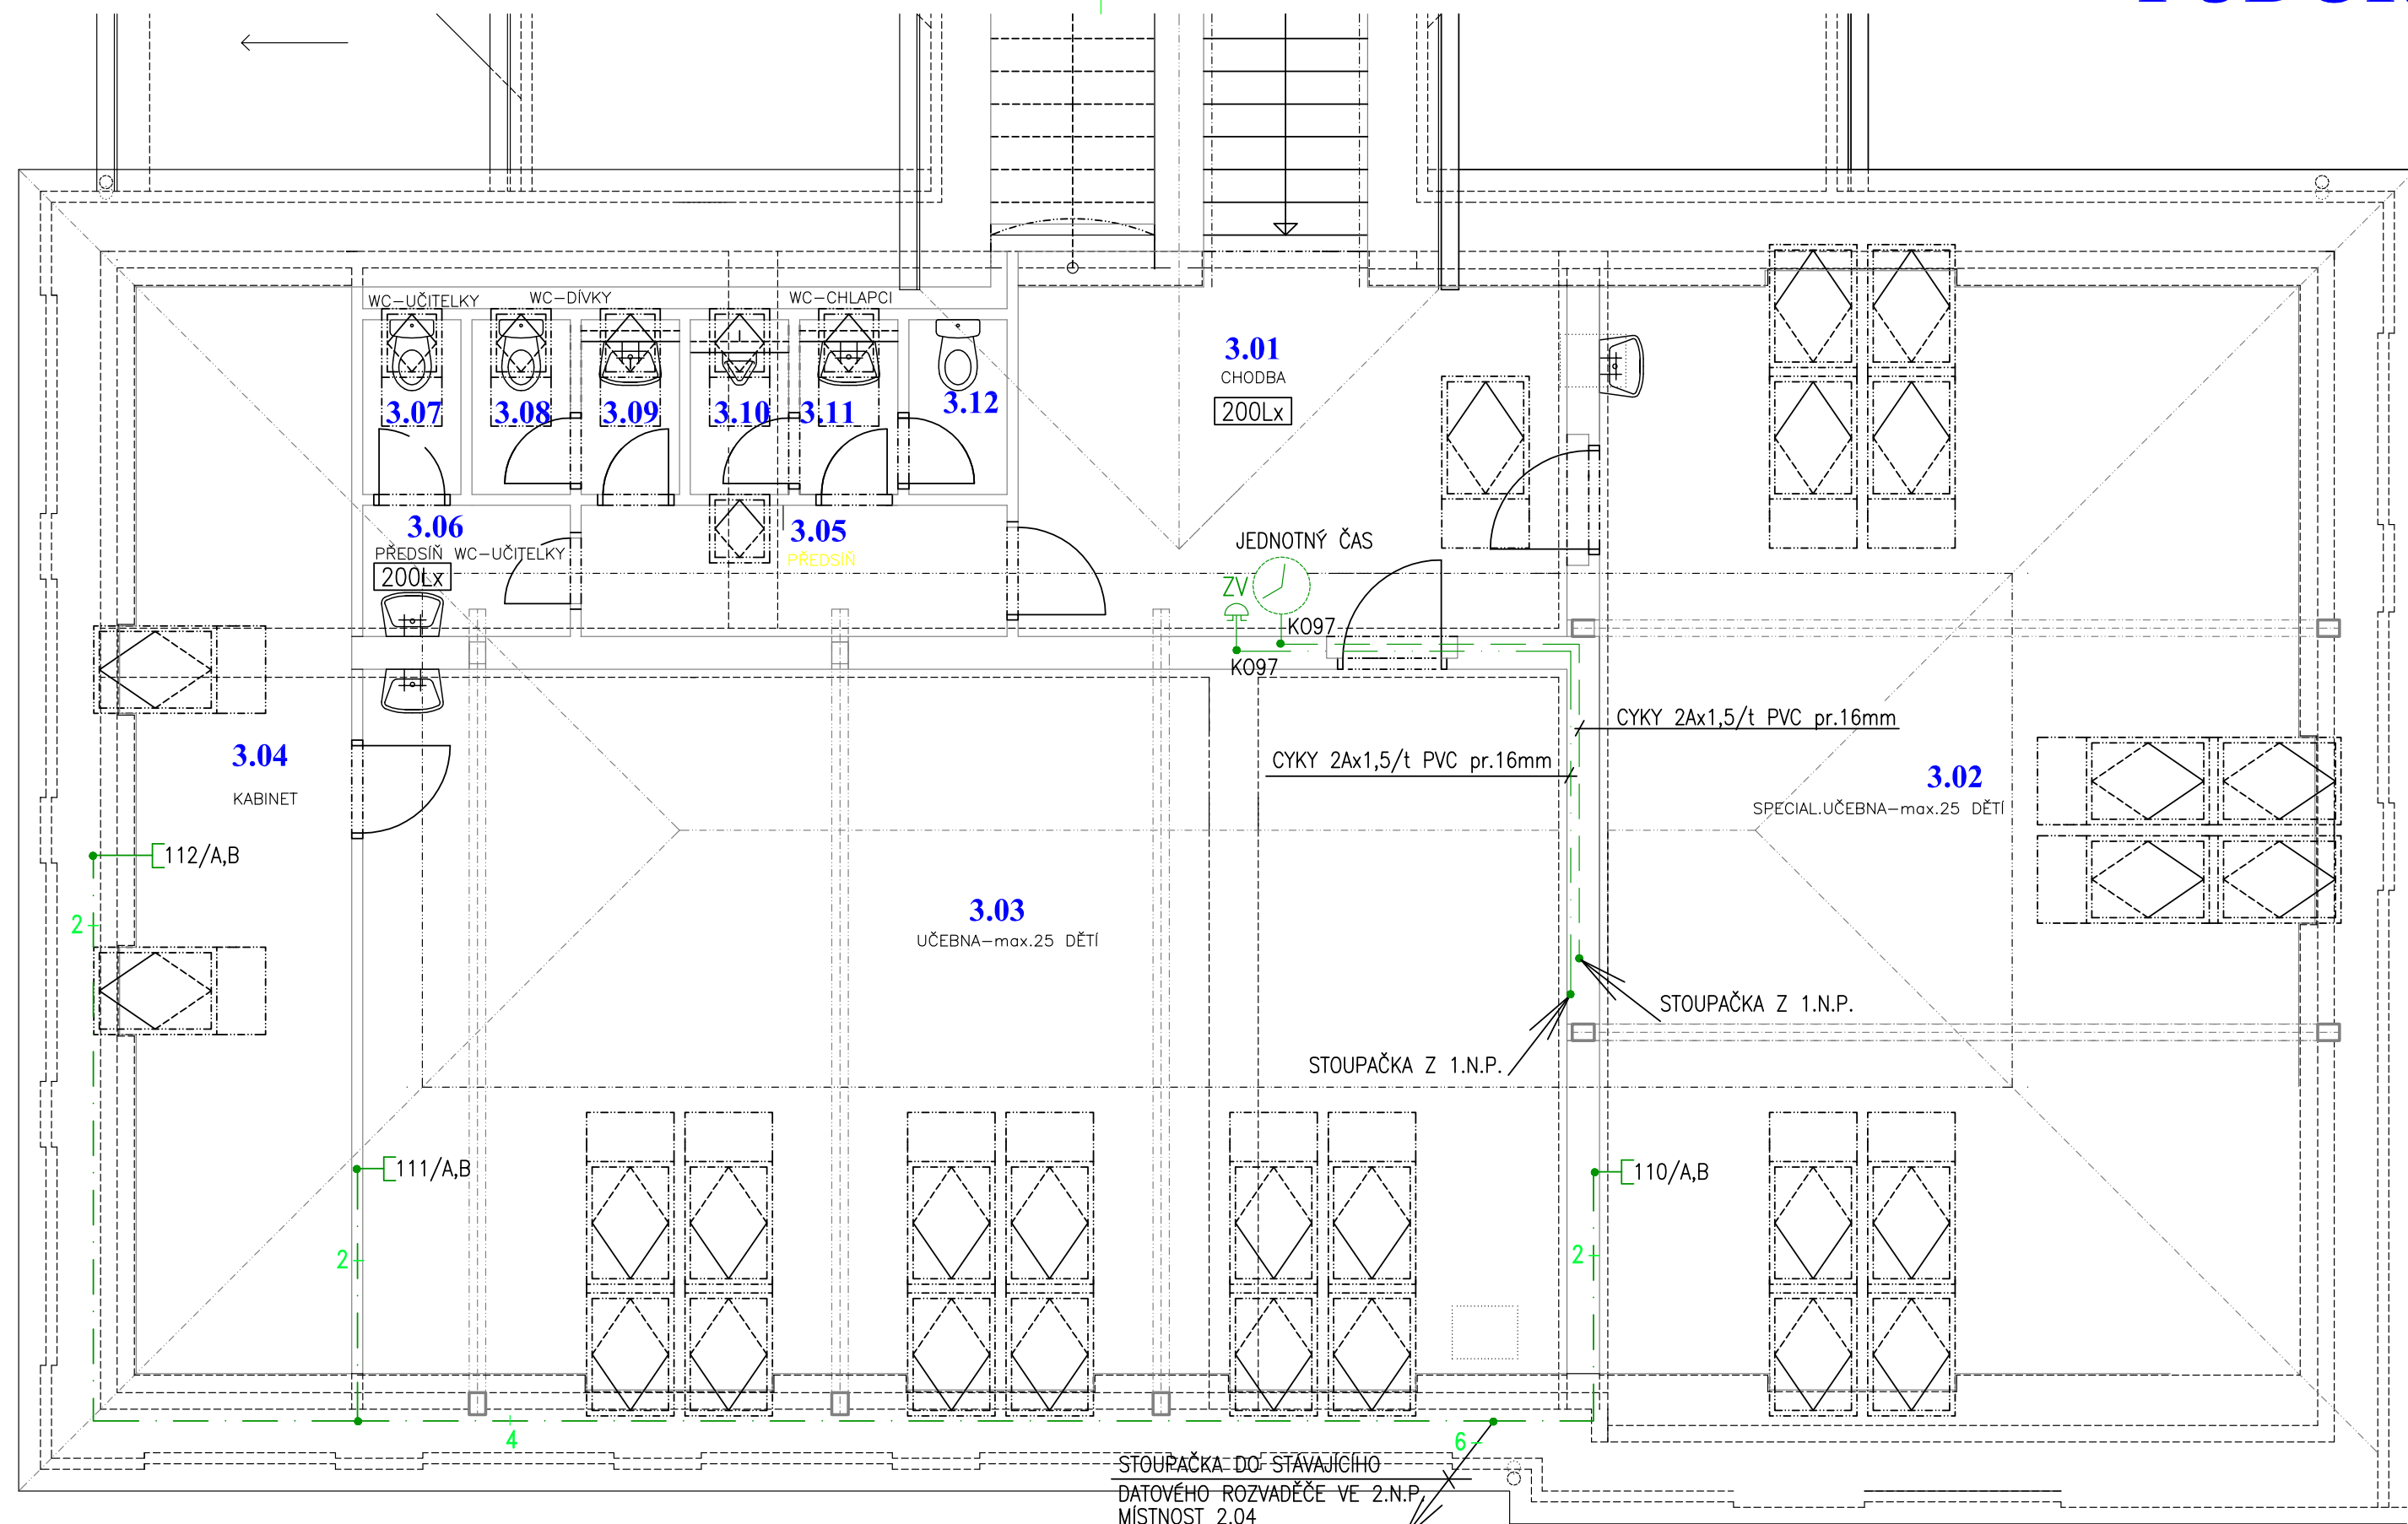 WC-UČITELKY
WC-DÍVKY
WC-CHLAPCI
3.01
CHODBA
200Lx
3.07
3.08
3.09
3.10
3.11
3.12
3.06
PŘEDSÍŇ WC-UČITELKY
200Lx
3.05
PŘEDSÍŇ
JEDNOTNÝ ČAS
ZV
KO97
KO97
CYKY 2Ax1,5/t PVC pr.16mm
CYKY 2Ax1,5/t PVC pr.16mm
3.04
KABINET
3.02
SPECIAL.UČEBNA-max.25 DĚTÍ
112/A,B
2
3.03
UČEBNA-max.25 DĚTÍ
STOUPAČKA Z 1.N.P.
STOUPAČKA Z 1.N.P.
111/A,B
110/A,B
2
2
4
6
STOUPAČKA DO STÁVAJÍCÍHO
DATOVÉHO ROZVADĚČE VE 2.N.P.
MÍSTNOST 2.04